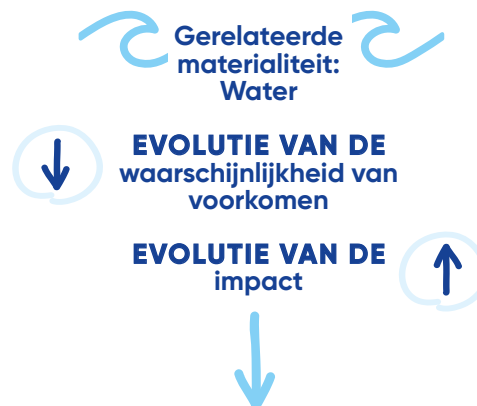 Gerelateerde
materialiteit:
Water
EVOLUTIE VAN DE
waarschijnlijkheid van
voorkomen
EVOLUTIE VAN DE
impact